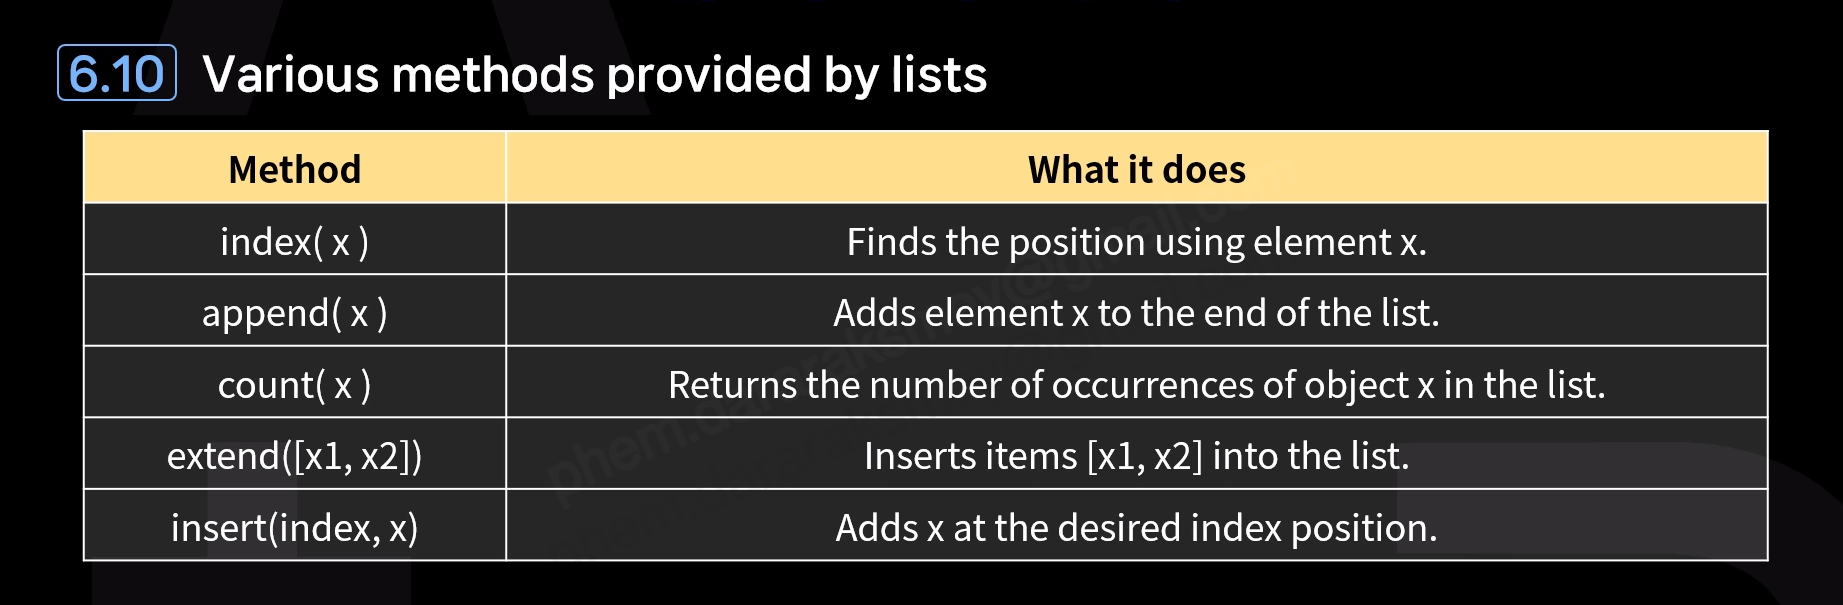 6.10 Various methods provided by lists
Method What it does
index( x ) Finds the position using element x.
append( x ) Adds element x to the end of the list.
count( x ) Returns the number of occurrences of object x in the list.
extend([x1, x2]) Inserts items [x1, x2] into the list.
insert(index, x) Adds x at the desired index position.